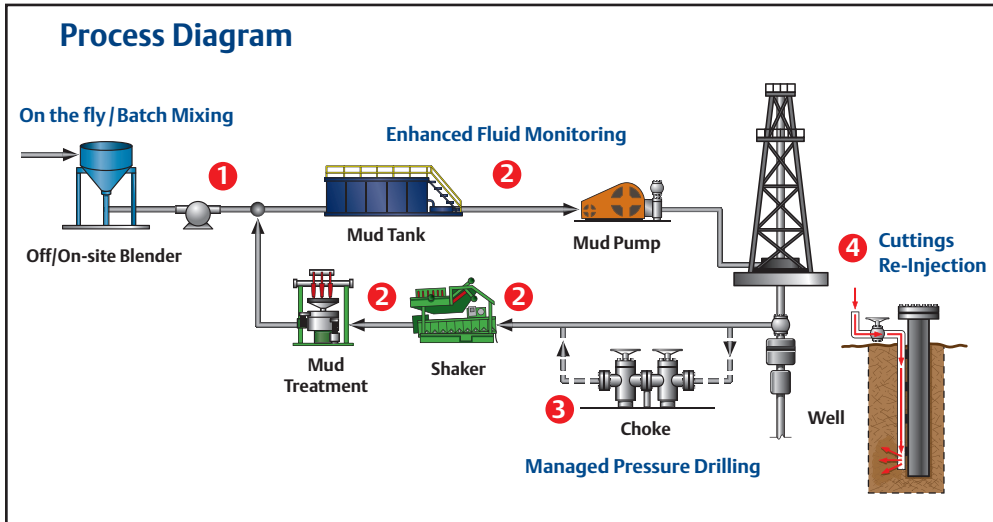 Process Diagram
On the fly / Batch Mixing
Enhanced Fluid Monitoring
1
2
Off/On-site Blender
Mud Tank
Mud Pump
4
Cuttings
Re-Injection
2
2
Mud
Treatment
Shaker
3
Choke
Well
Managed Pressure Drilling